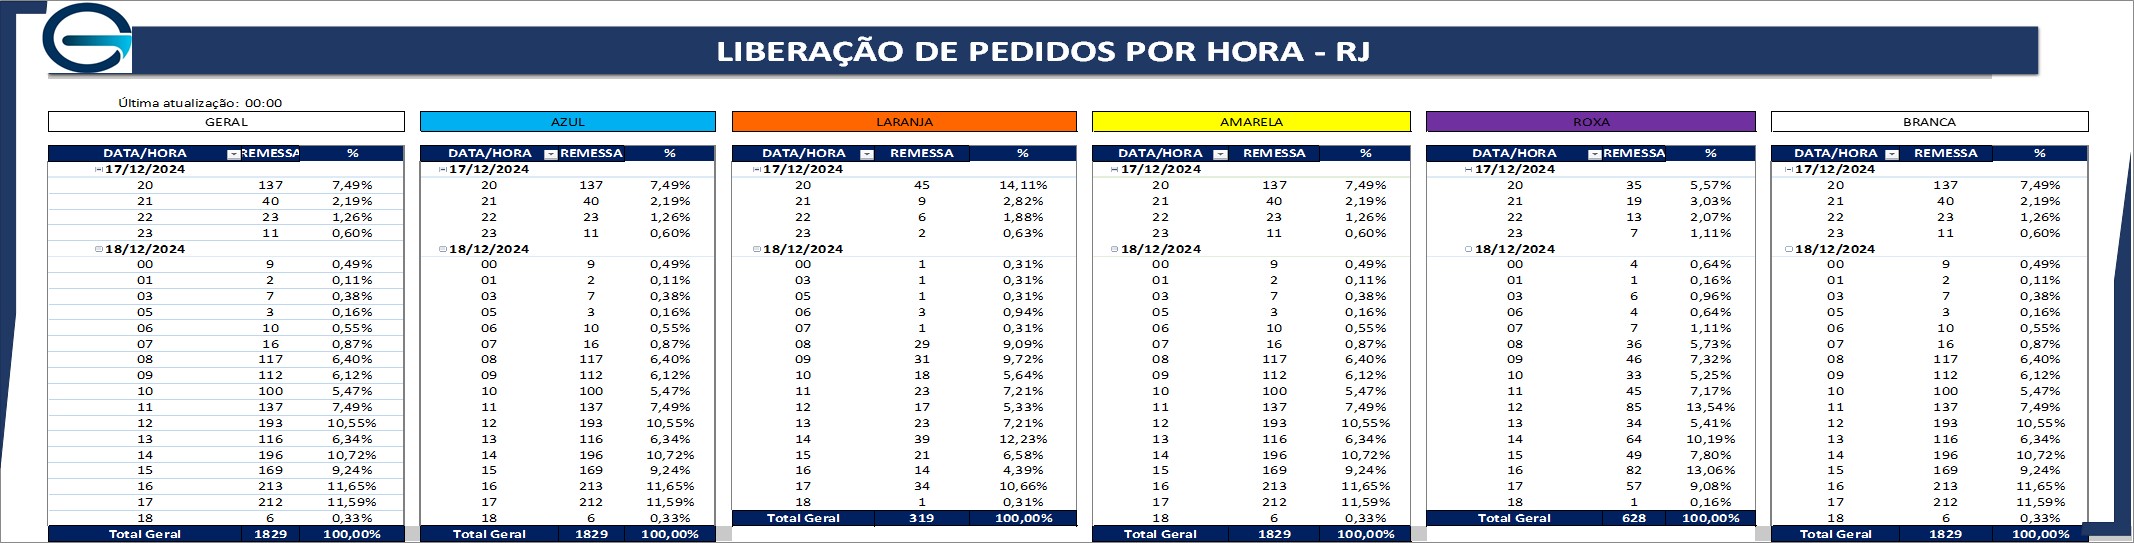 LIBERAÇÃO DE PEDIDOS POR HORA - RJ
Última atualização: 00:00
GERAL
DATA/HORA REMESSA %
17/12/2024
20 137 7,49%
21 40 2,19%
22 23 1,26%
23 11 0,60%
18/12/2024
00 9 0,49%
01 2 0,11%
03 7 0,38%
05 3 0,16%
06 10 0,55%
07 16 0,87%
08 117 6,40%
09 112 6,12%
10 100 5,47%
11 137 7,49%
12 193 10,55%
13 116 6,34%
14 196 10,72%
15 169 9,24%
16 213 11,65%
17 212 11,59%
18 6 0,33%
Total Geral 1829 100,00%
AZUL
DATA/HORA REMESSA %
17/12/2024
20 137 7,49%
21 40 2,19%
22 23 1,26%
23 11 0,60%
18/12/2024
00 9 0,49%
01 2 0,11%
03 7 0,38%
05 3 0,16%
06 10 0,55%
07 16 0,87%
08 117 6,40%
09 112 6,12%
10 100 5,47%
11 137 7,49%
12 193 10,55%
13 116 6,34%
14 196 10,72%
15 169 9,24%
16 213 11,65%
17 212 11,59%
18 6 0,33%
Total Geral 1829 100,00%
LARANJA
DATA/HORA REMESSA %
17/12/2024
20 45 14,11%
21 9 2,82%
22 6 1,88%
23 2 0,63%
18/12/2024
00 1 0,31%
03 1 0,31%
05 1 0,31%
06 3 0,94%
07 1 0,31%
08 29 9,09%
09 31 9,72%
10 18 5,64%
11 23 7,21%
12 17 5,33%
13 23 7,21%
14 39 12,23%
15 21 6,58%
16 14 4,39%
17 34 10,66%
18 1 0,31%
Total Geral 319 100,00%
AMARELA
DATA/HORA REMESSA %
17/12/2024
20 137 7,49%
21 40 2,19%
22 23 1,26%
23 11 0,60%
18/12/2024
00 9 0,49%
01 2 0,11%
03 7 0,38%
05 3 0,16%
06 10 0,55%
07 16 0,87%
08 117 6,40%
09 112 6,12%
10 100 5,47%
11 137 7,49%
12 193 10,55%
13 116 6,34%
14 196 10,72%
15 169 9,24%
16 213 11,65%
17 212 11,59%
18 6 0,33%
Total Geral 1829 100,00%
ROXA
DATA/HORA REMESSA %
17/12/2024
20 35 5,57%
21 19 3,03%
22 13 2,07%
23 7 1,11%
18/12/2024
00 4 0,64%
01 1 0,16%
03 6 0,96%
06 4 0,64%
07 7 1,11%
08 36 5,73%
09 46 7,32%
10 33 5,25%
11 45 7,17%
12 85 13,54%
13 34 5,41%
14 64 10,19%
15 49 7,80%
16 82 13,06%
17 57 9,08%
18 1 0,16%
Total Geral 628 100,00%
BRANCA
DATA/HORA REMESSA %
17/12/2024
20 137 7,49%
21 40 2,19%
22 23 1,26%
23 11 0,60%
18/12/2024
00 9 0,49%
01 2 0,11%
03 7 0,38%
05 3 0,16%
06 10 0,55%
07 16 0,87%
08 117 6,40%
09 112 6,12%
10 100 5,47%
11 137 7,49%
12 193 10,55%
13 116 6,34%
14 196 10,72%
15 169 9,24%
16 213 11,65%
17 212 11,59%
18 6 0,33%
Total Geral 1829 100,00%